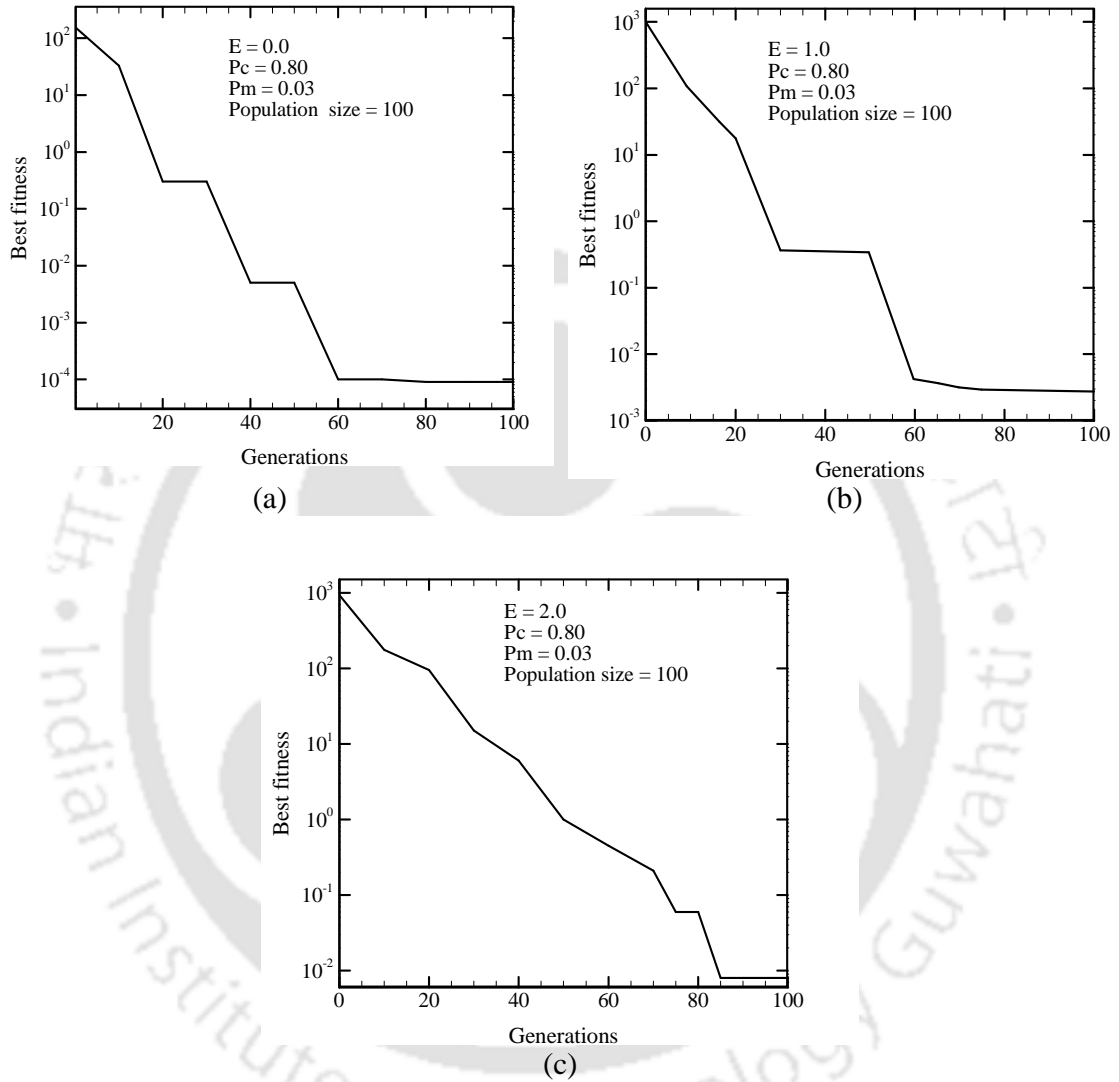 10^2
10^1
10^0
10^-1
10^-2
10^-3
10^-4
0 20 40 60 80 100
Best fitness
Generations
E = 0.0
Pc = 0.80
Pm = 0.03
Population size = 100
(a)
10^3
10^2
10^1
10^0
10^-1
10^-2
10^-3
0 20 40 60 80 100
Best fitness
Generations
E = 1.0
Pc = 0.80
Pm = 0.03
Population size = 100
(b)
10^3
10^2
10^1
10^0
10^-1
10^-2
0 20 40 60 80 100
Best fitness
Generations
E = 2.0
Pc = 0.80
Pm = 0.03
Population size = 100
(c)
Indian Institute
Guwahati